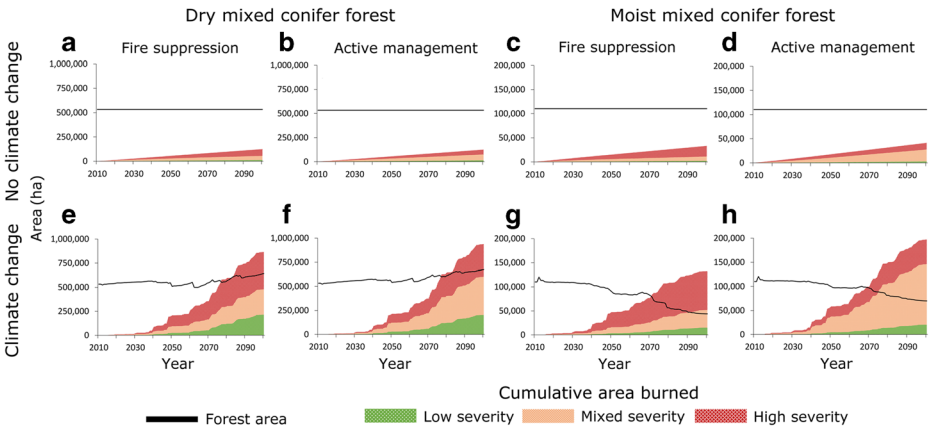 Dry mixed conifer forest
Moist mixed conifer forest
No climate change
Climate change
Area (ha)
a
Fire suppression
1,000,000
750,000
500,000
250,000
0
2010 2030 2050 2070 2090
b
Active management
1,000,000
750,000
500,000
250,000
0
2010 2030 2050 2070 2090
c
Fire suppression
200,000
150,000
100,000
50,000
0
2010 2030 2050 2070 2090
d
Active management
200,000
150,000
100,000
50,000
0
2010 2030 2050 2070 2090
e
1,000,000
750,000
500,000
250,000
0
2010 2030 2050 2070 2090
Year
f
1,000,000
750,000
500,000
250,000
0
2010 2030 2050 2070 2090
g
200,000
150,000
100,000
50,000
0
2010 2030 2050 2070 2090
Year
h
200,000
150,000
100,000
50,000
0
2010 2030 2050 2070 2090
Cumulative area burned
Forest area
Low severity
Mixed severity
High severity